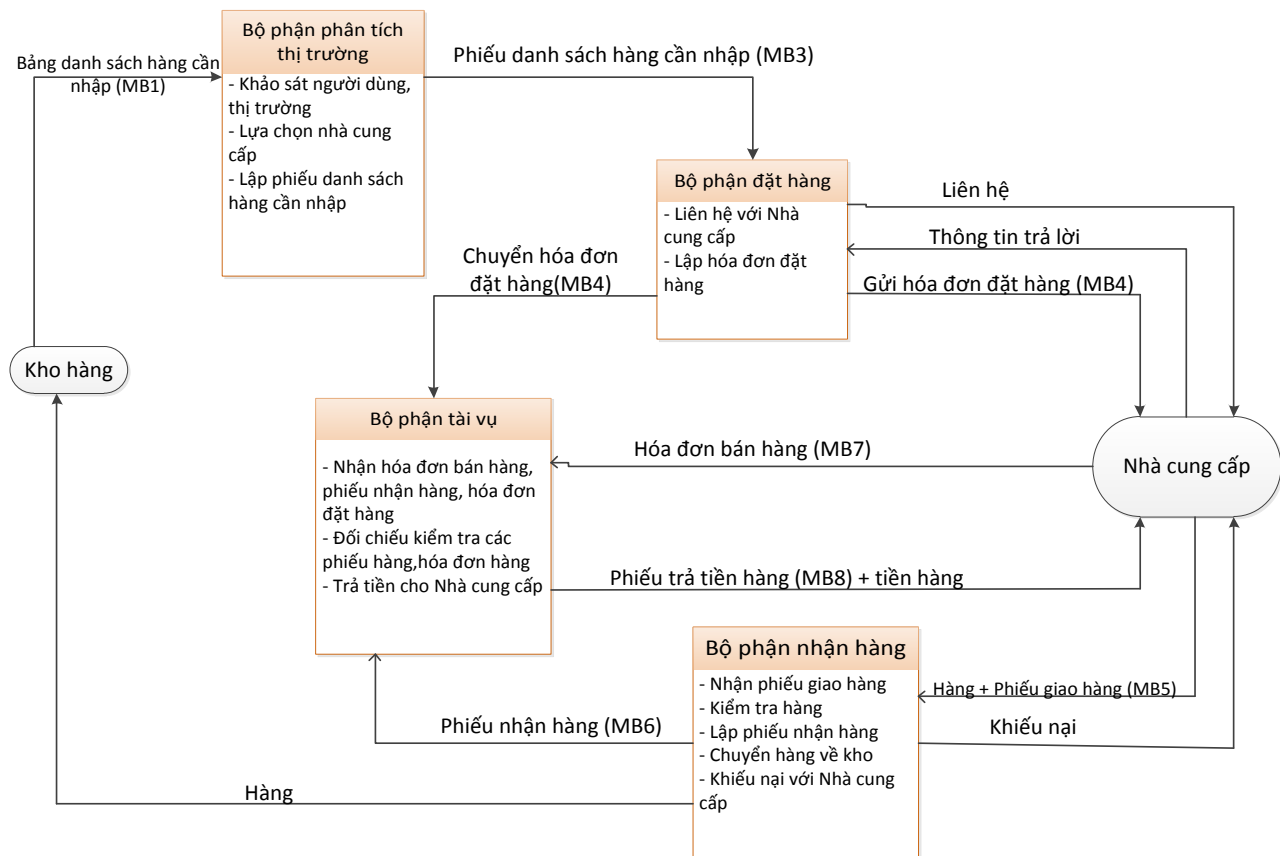 Bộ phận phân tích
thị trường
- Khảo sát người dùng,
thị trường
- Lựa chọn nhà cung
cấp
- Lập phiếu danh sách
hàng cần nhập
Bảng danh sách hàng cần
nhập (MB1)
Phiếu danh sách hàng cần nhập (MB3)
Bộ phận đặt hàng
- Liên hệ với Nhà
cung cấp
- Lập hóa đơn đặt
hàng
Liên hệ
Thông tin trả lời
Gửi hóa đơn đặt hàng (MB4)
Chuyển hóa đơn
đặt hàng(MB4)
Kho hàng
Bộ phận tài vụ
- Nhận hóa đơn bán hàng,
phiếu nhận hàng, hóa đơn
đặt hàng
- Đối chiếu kiểm tra các
phiếu hàng,hóa đơn hàng
- Trả tiền cho Nhà cung cấp
Hóa đơn bán hàng (MB7)
Nhà cung cấp
Phiếu trả tiền hàng (MB8) + tiền hàng
Bộ phận nhận hàng
- Nhận phiếu giao hàng
- Kiểm tra hàng
- Lập phiếu nhận hàng
- Chuyển hàng về kho
- Khiếu nại với Nhà cung
cấp
Hàng + Phiếu giao hàng (MB5)
Khiếu nại
Phiếu nhận hàng (MB6)
Hàng